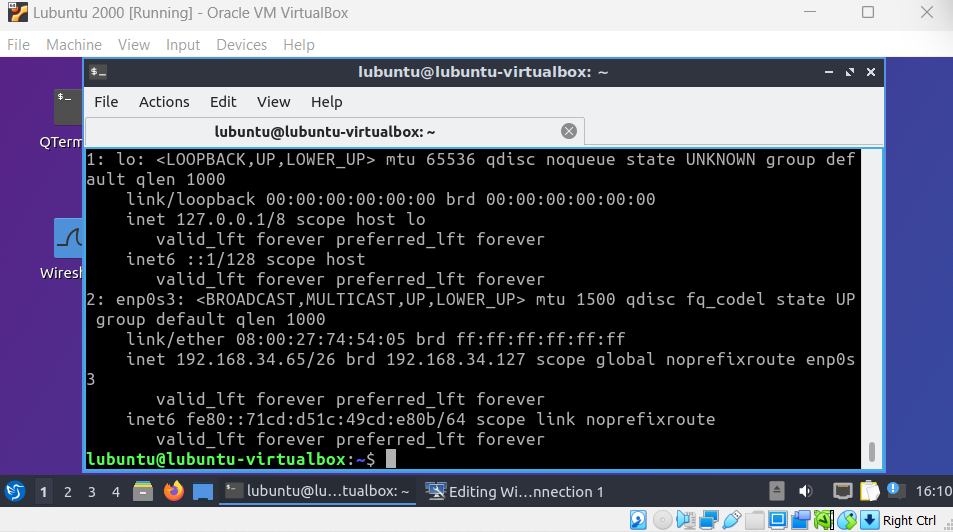 Lubuntu 2000 [Running] - Oracle VM VirtualBox
File Machine View Input Devices Help
$_
QTerm
Wiresh
$_ lubuntu@lubuntu-virtualbox: ~
File Actions Edit View Help
lubuntu@lubuntu-virtualbox: ~
1: lo: <LOOPBACK,UP,LOWER_UP> mtu 65536 qdisc noqueue state UNKNOWN group def
ault qlen 1000
    link/loopback 00:00:00:00:00:00 brd 00:00:00:00:00:00
    inet 127.0.0.1/8 scope host lo
       valid_lft forever preferred_lft forever
    inet6 ::1/128 scope host
       valid_lft forever preferred_lft forever
2: enp0s3: <BROADCAST,MULTICAST,UP,LOWER_UP> mtu 1500 qdisc fq_codel state UP
 group default qlen 1000
    link/ether 08:00:27:74:54:05 brd ff:ff:ff:ff:ff:ff
    inet 192.168.34.65/26 brd 192.168.34.127 scope global noprefixroute enp0s
3
       valid_lft forever preferred_lft forever
    inet6 fe80::71cd:d51c:49cd:e80b/64 scope link noprefixroute
       valid_lft forever preferred_lft forever
lubuntu@lubuntu-virtualbox:~$
1 2 3 4 $_ lubuntu@lu…tualbox: ~ Editing Wi…nnection 1 16:10
Right Ctrl